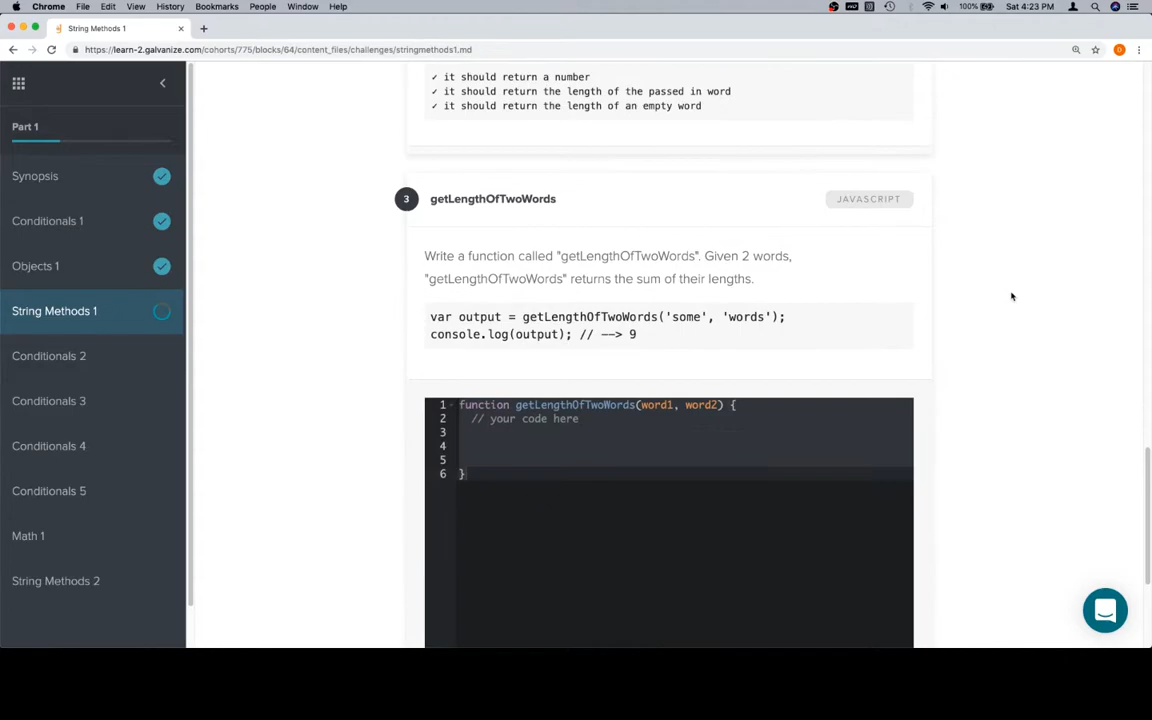 Chrome File Edit View History Bookmarks People Window Help 100% Sat 4:23 PM
String Methods 1
https://learn-2.galvanize.com/cohorts/775/blocks/64/content_files/challenges/stringmethods1.md
Part 1
Synopsis
Conditionals 1
Objects 1
String Methods 1
Conditionals 2
Conditionals 3
Conditionals 4
Conditionals 5
Math 1
String Methods 2
✓ it should return a number
✓ it should return the length of the passed in word
✓ it should return the length of an empty word
3 getLengthOfTwoWords JAVASCRIPT
Write a function called "getLengthOfTwoWords". Given 2 words,
"getLengthOfTwoWords" returns the sum of their lengths.
var output = getLengthOfTwoWords('some', 'words');
console.log(output); // --> 9
1 function getLengthOfTwoWords(word1, word2) {
2 // your code here
3
4
5
6 }